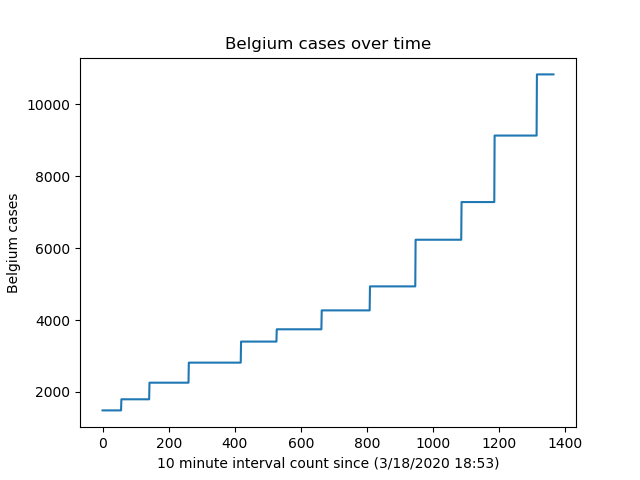 Belgium cases over time
10000
8000
6000
4000
2000
Belgium cases
0 200 400 600 800 1000 1200 1400
10 minute interval count since (3/18/2020 18:53)